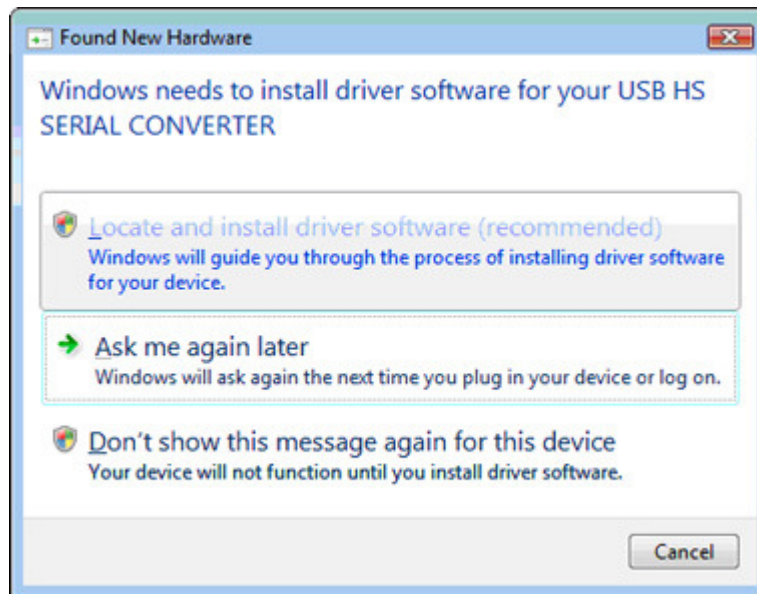 Found New Hardware
Windows needs to install driver software for your USB HS
SERIAL CONVERTER
Locate and install driver software (recommended)
Windows will guide you through the process of installing driver software
for your device.
Ask me again later
Windows will ask again the next time you plug in your device or log on.
Don't show this message again for this device
Your device will not function until you install driver software.
Cancel